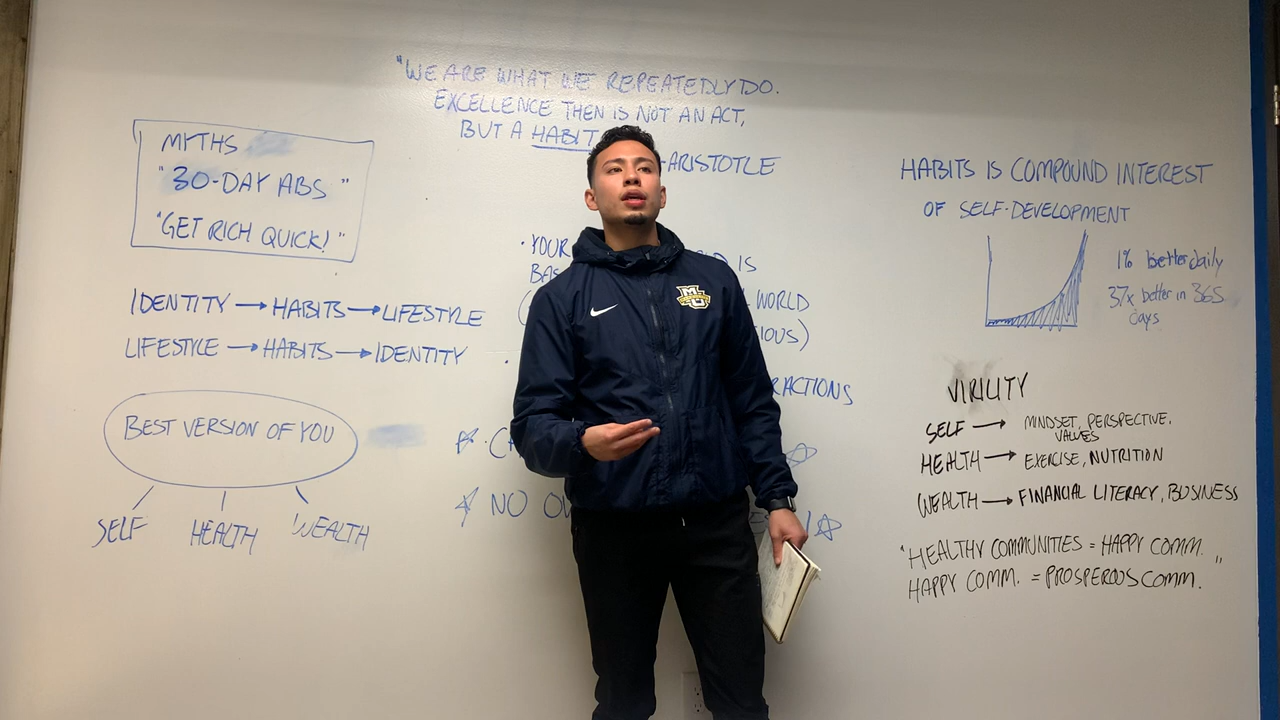 "WE ARE WHAT WE REPEATEDLY DO.
EXCELLENCE THEN IS NOT AN ACT,
BUT A HABIT
-ARISTOTLE
MYTHS
"30-DAY ABS"
"GET RICH QUICK!"
IDENTITY → HABITS → LIFESTYLE
LIFESTYLE → HABITS → IDENTITY
BEST VERSION OF YOU
SELF HEALTH WEALTH
· YOUR IS
WORLD
NO
MU
HABITS IS COMPOUND INTEREST
OF SELF-DEVELOPMENT
1% better daily
37x better in 365
days
VIRILITY
SELF → MINDSET, PERSPECTIVE,
VALUES
HEALTH → EXERCISE, NUTRITION
WEALTH → FINANCIAL LITERACY, BUSINESS
"HEALTHY COMMUNITIES = HAPPY COMM.
HAPPY COMM. = PROSPEROUS COMM."